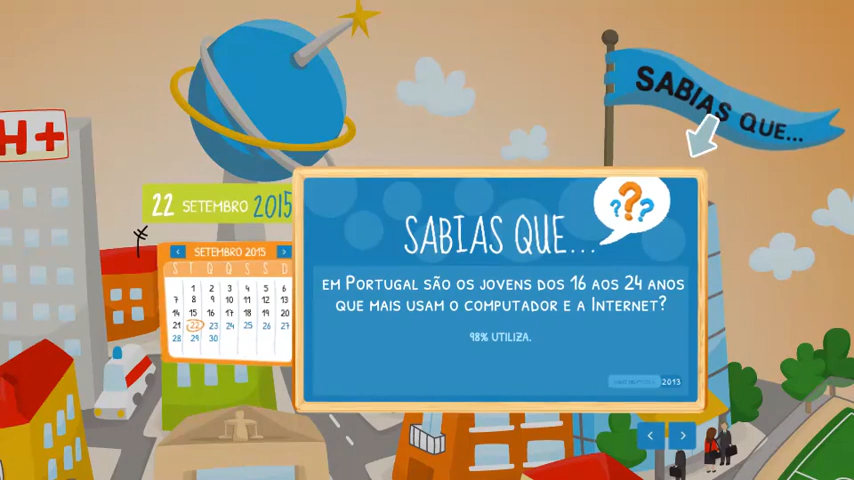 H+
SABIAS QUE...
22 SETEMBRO 2015
SETEMBRO 2015
S T Q Q S S D
1 2 3 4 5 6
7 8 9 10 11 12 13
14 15 16 17 18 19 20
21 22 23 24 25 26 27
28 29 30
SABIAS QUE...
EM PORTUGAL SÃO OS JOVENS DOS 16 AOS 24 ANOS
QUE MAIS USAM O COMPUTADOR E A INTERNET?
98% UTILIZA.
2013